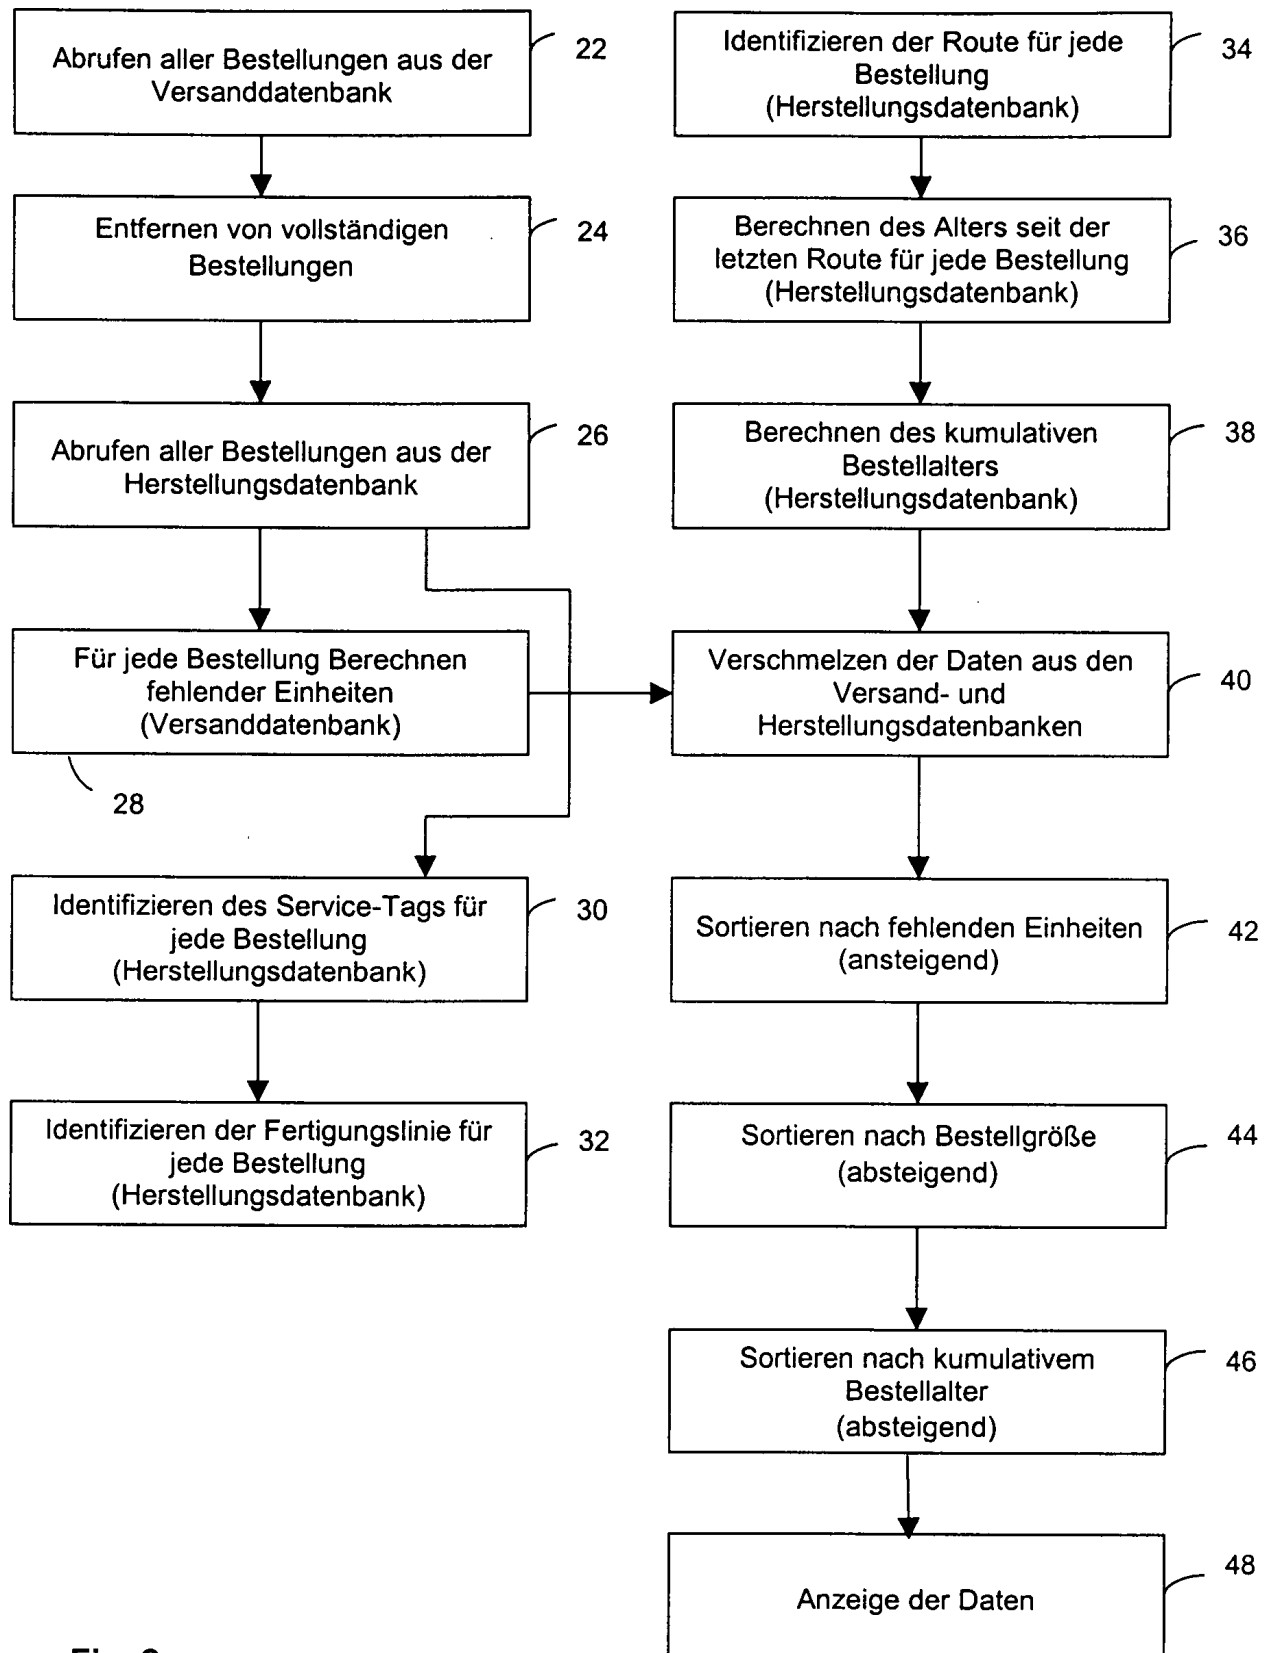 Abrufen aller Bestellungen aus der
Versanddatenbank
22
Entfernen von vollständigen
Bestellungen
24
Abrufen aller Bestellungen aus der
Herstellungsdatenbank
26
Für jede Bestellung Berechnen
fehlender Einheiten
(Versanddatenbank)
28
Identifizieren des Service-Tags für
jede Bestellung
(Herstellungsdatenbank)
30
Identifizieren der Fertigungslinie für
jede Bestellung
(Herstellungsdatenbank)
32
Identifizieren der Route für jede
Bestellung
(Herstellungsdatenbank)
34
Berechnen des Alters seit der
letzten Route für jede Bestellung
(Herstellungsdatenbank)
36
Berechnen des kumulativen
Bestellalters
(Herstellungsdatenbank)
38
Verschmelzen der Daten aus den
Versand- und
Herstellungsdatenbanken
40
Sortieren nach fehlenden Einheiten
(ansteigend)
42
Sortieren nach Bestellgröße
(absteigend)
44
Sortieren nach kumulativem
Bestellalter
(absteigend)
46
Anzeige der Daten
48